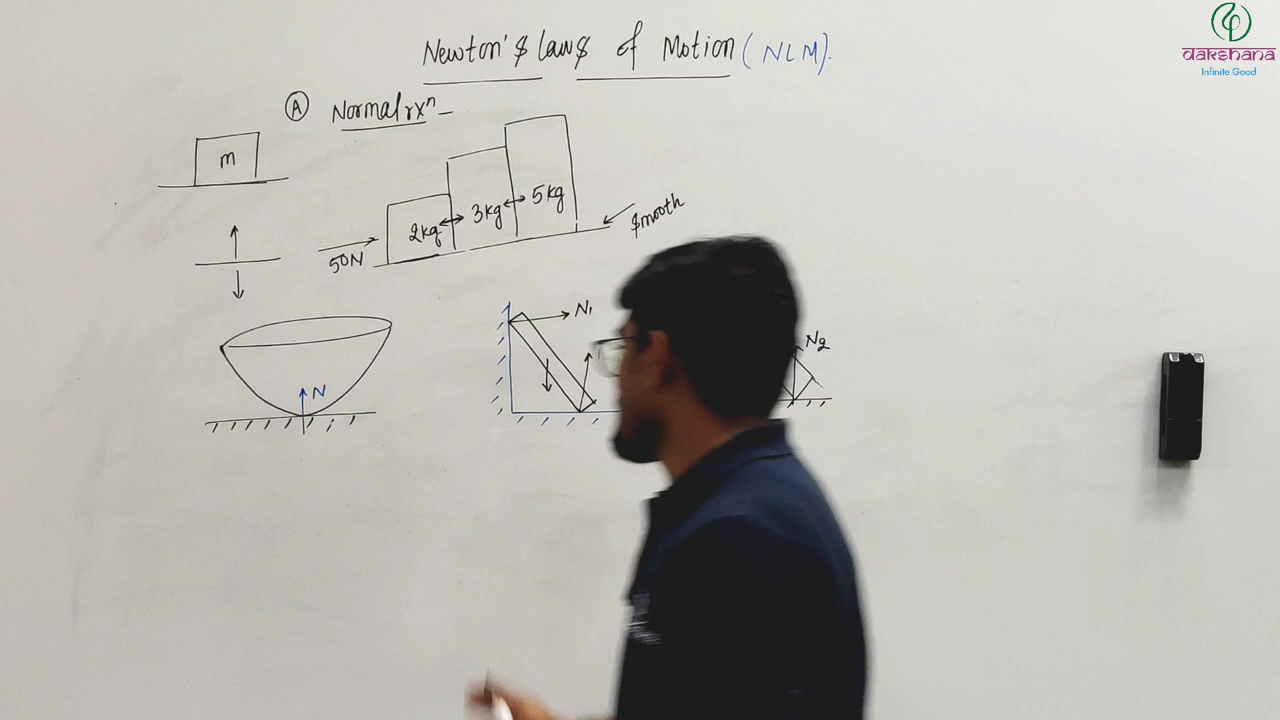 Newton's Laws of Motion (NLM).
A Normal rxn -
m
2kg 3kg 5kg
50N
smooth
N
N1
N2
dakshana
Infinite Good